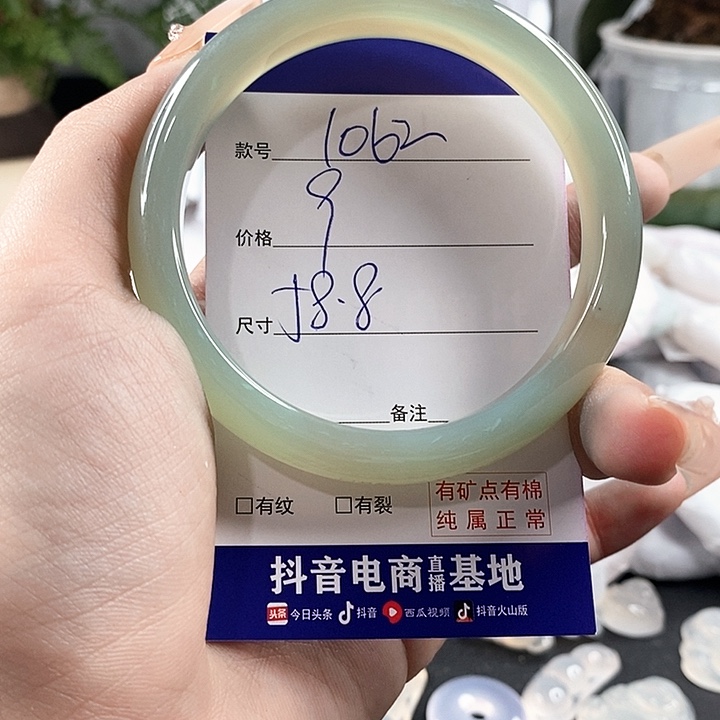 款号 1062
价格 9
尺寸 58.8
备注
□有纹 □有裂
有矿点有棉
纯属正常
抖音电商直播基地
头条 今日头条 抖音 西瓜视频 抖音火山版